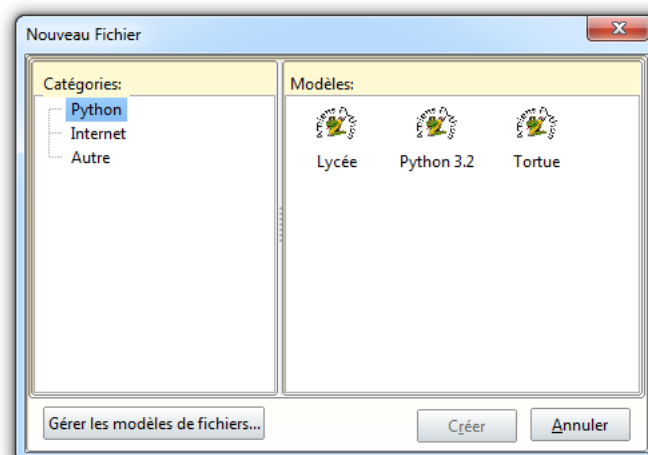 Nouveau Fichier
Catégories:
Python
Internet
Autre
Modèles:
Lycée
Python 3.2
Tortue
Gérer les modèles de fichiers...
Créer
Annuler